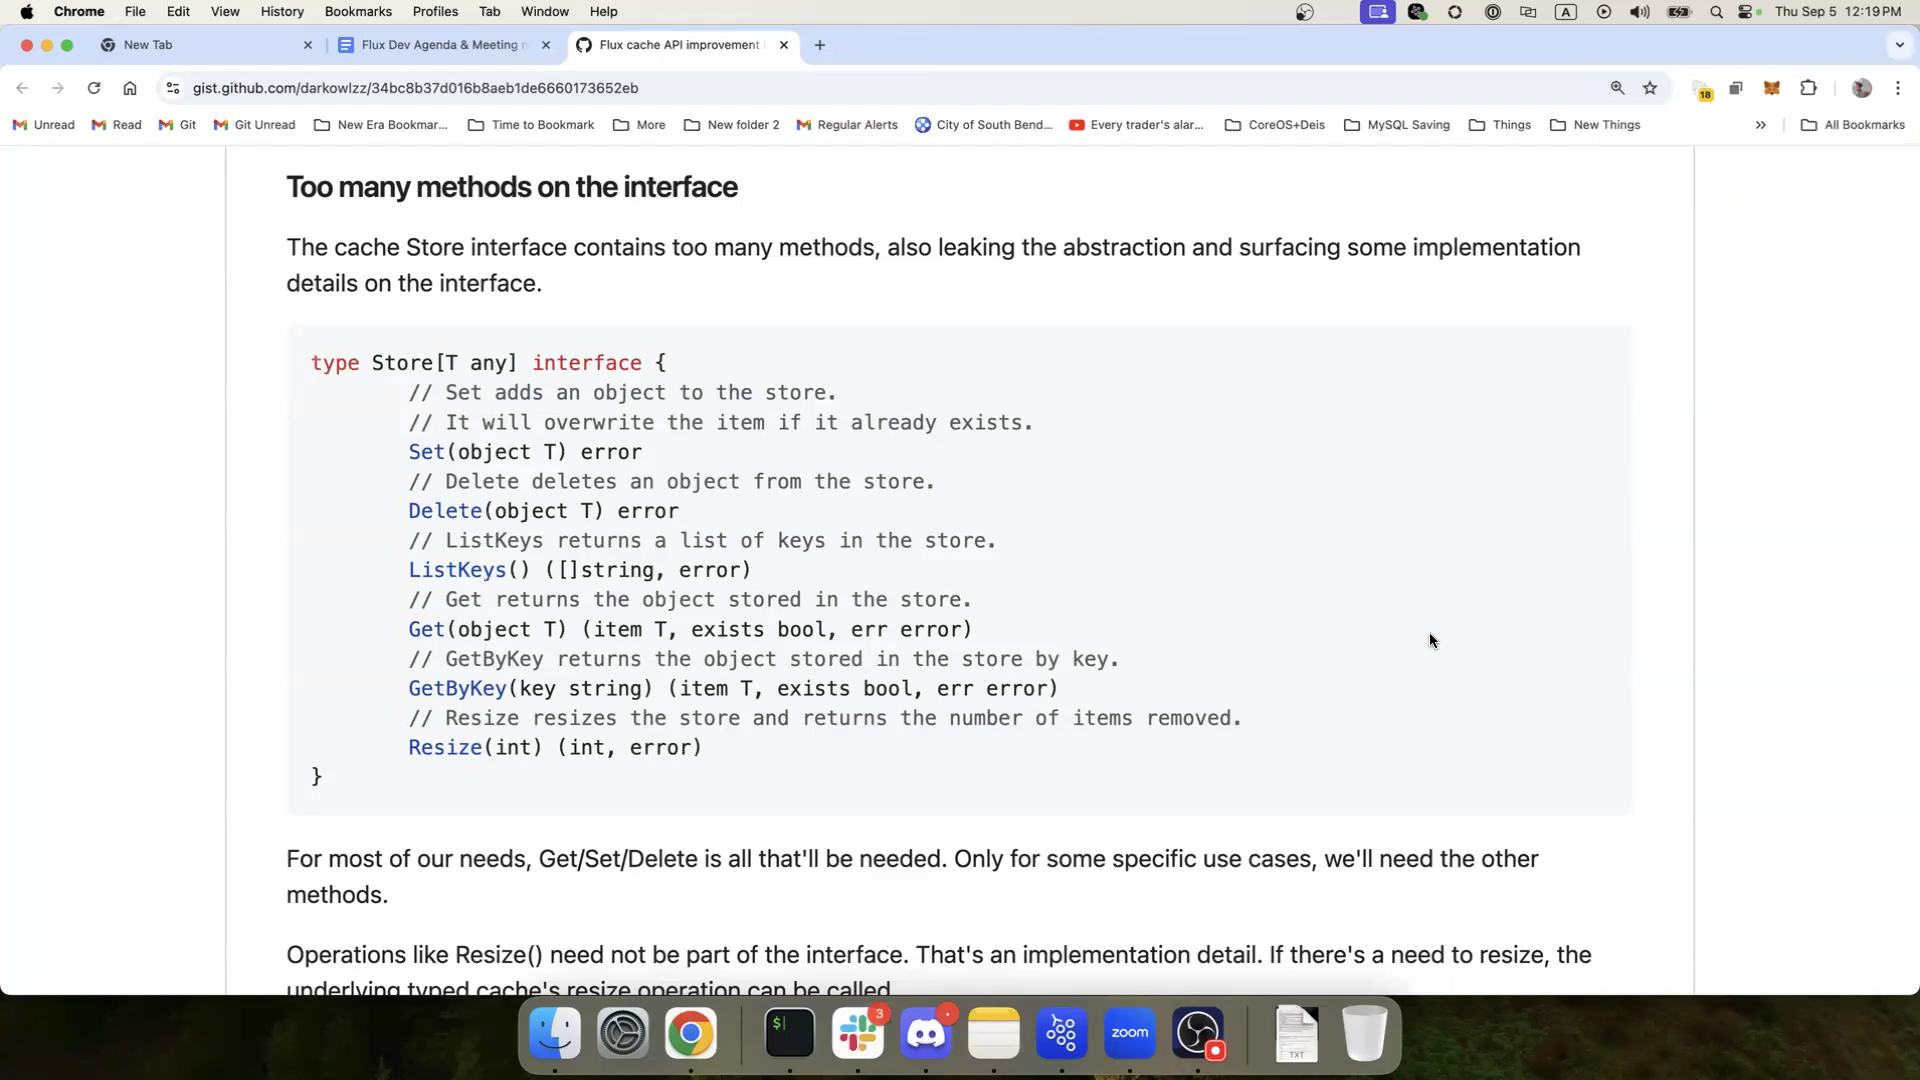 Chrome File Edit View History Bookmarks Profiles Tab Window Help A Thu Sep 5 12:19 PM
New Tab Flux Dev Agenda & Meeting Flux cache API improvement
gist.github.com/darkowlzz/34bc8b37d016b8aeb1de6660173652eb 18
Unread Read Git Git Unread New Era Bookmar... Time to Bookmark More New folder 2 Regular Alerts City of South Bend... Every trader's alar... CoreOS+Deis MySQL Saving Things New Things » All Bookmarks
Too many methods on the interface
The cache Store interface contains too many methods, also leaking the abstraction and surfacing some implementation
details on the interface.
type Store[T any] interface {
// Set adds an object to the store.
// It will overwrite the item if it already exists.
Set(object T) error
// Delete deletes an object from the store.
Delete(object T) error
// ListKeys returns a list of keys in the store.
ListKeys() ([]string, error)
// Get returns the object stored in the store.
Get(object T) (item T, exists bool, err error)
// GetByKey returns the object stored in the store by key.
GetByKey(key string) (item T, exists bool, err error)
// Resize resizes the store and returns the number of items removed.
Resize(int) (int, error)
}
For most of our needs, Get/Set/Delete is all that'll be needed. Only for some specific use cases, we'll need the other
methods.
Operations like Resize() need not be part of the interface. That's an implementation detail. If there's a need to resize, the
underlying typed cache's resize operation can be called
$ 3 zoom TXT